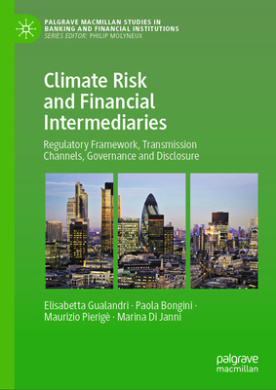 PALGRAVE MACMILLAN STUDIES IN
BANKING AND FINANCIAL INSTITUTIONS
SERIES EDITOR: PHILIP MOLYNEUX
Climate Risk
and Financial
Intermediaries
Regulatory Framework, Transmission
Channels, Governance and Disclosure
Elisabetta Gualandri · Paola Bongini ·
Maurizio Pierigè · Marina Di Janni
palgrave
macmillan